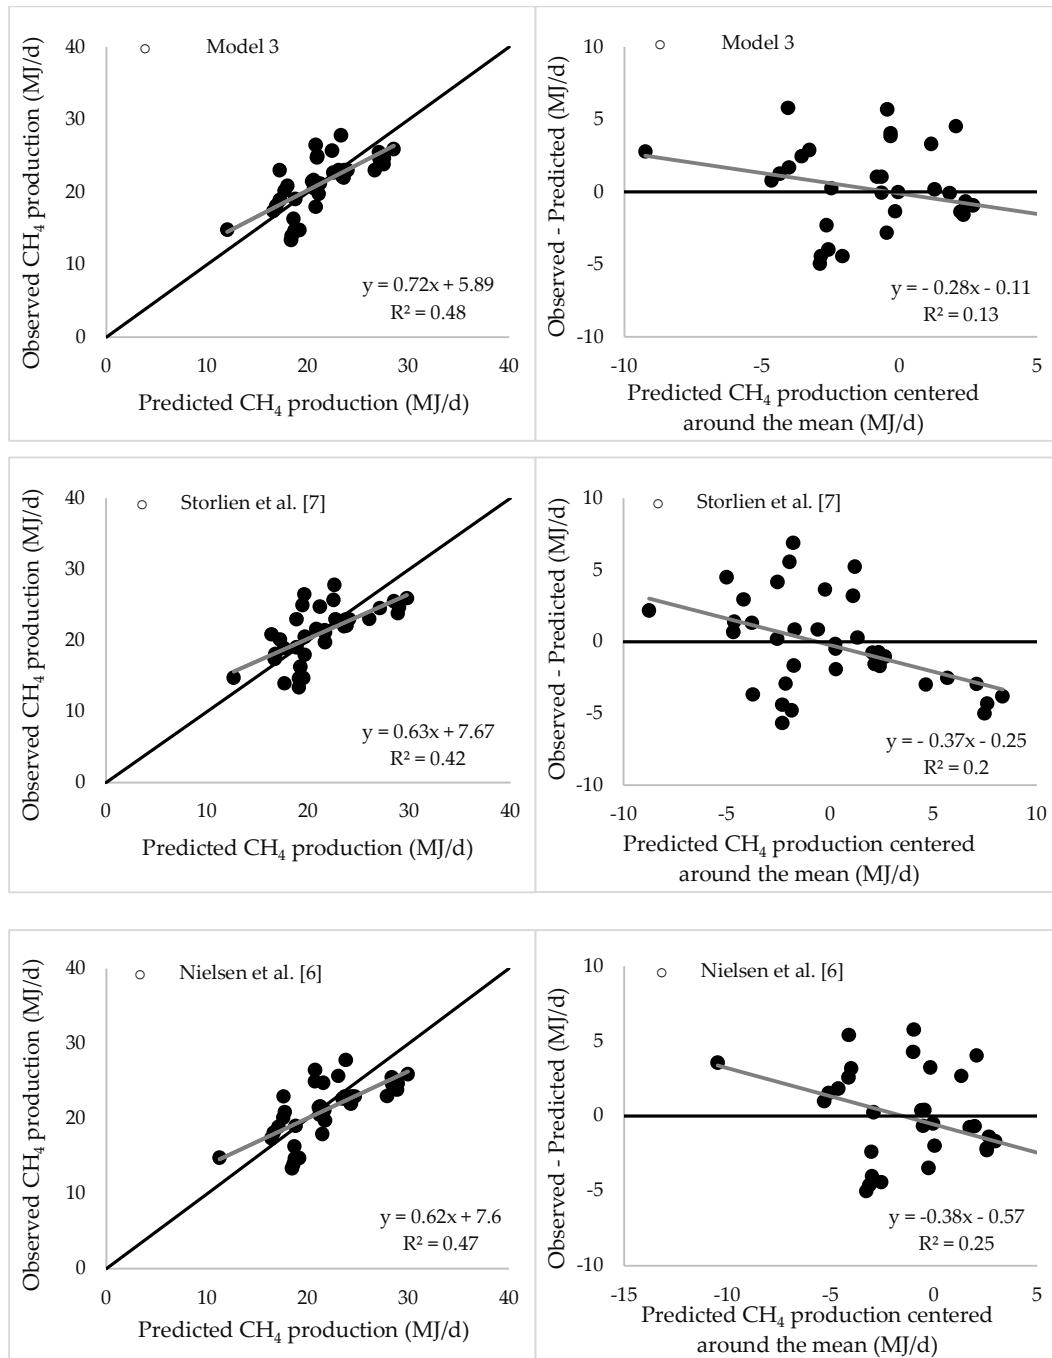 Model 3
Observed CH₄ production (MJ/d)
40
30
20
10
0
y = 0.72x + 5.89
R² = 0.48
0 10 20 30 40
Predicted CH₄ production (MJ/d)
Model 3
Observed - Predicted (MJ/d)
10
5
0
-5
-10
y = - 0.28x - 0.11
R² = 0.13
-10 -5 0 5
Predicted CH₄ production centered
around the mean (MJ/d)
Storlien et al. [7]
Observed CH₄ production (MJ/d)
40
30
20
10
0
y = 0.63x + 7.67
R² = 0.42
0 10 20 30 40
Predicted CH₄ production (MJ/d)
Storlien et al. [7]
Observed - Predicted (MJ/d)
10
5
0
-5
-10
y = - 0.37x - 0.25
R² = 0.2
-10 -5 0 5 10
Predicted CH₄ production centered
around the mean (MJ/d)
Nielsen et al. [6]
Observed CH₄ production (MJ/d)
40
30
20
10
0
y = 0.62x + 7.6
R² = 0.47
0 10 20 30 40
Predicted CH₄ production (MJ/d)
Nielsen et al. [6]
Observed - Predicted (MJ/d)
10
5
0
-5
-10
y = -0.38x - 0.57
R² = 0.25
-15 -10 -5 0 5
Predicted CH₄ production centered
around the mean (MJ/d)